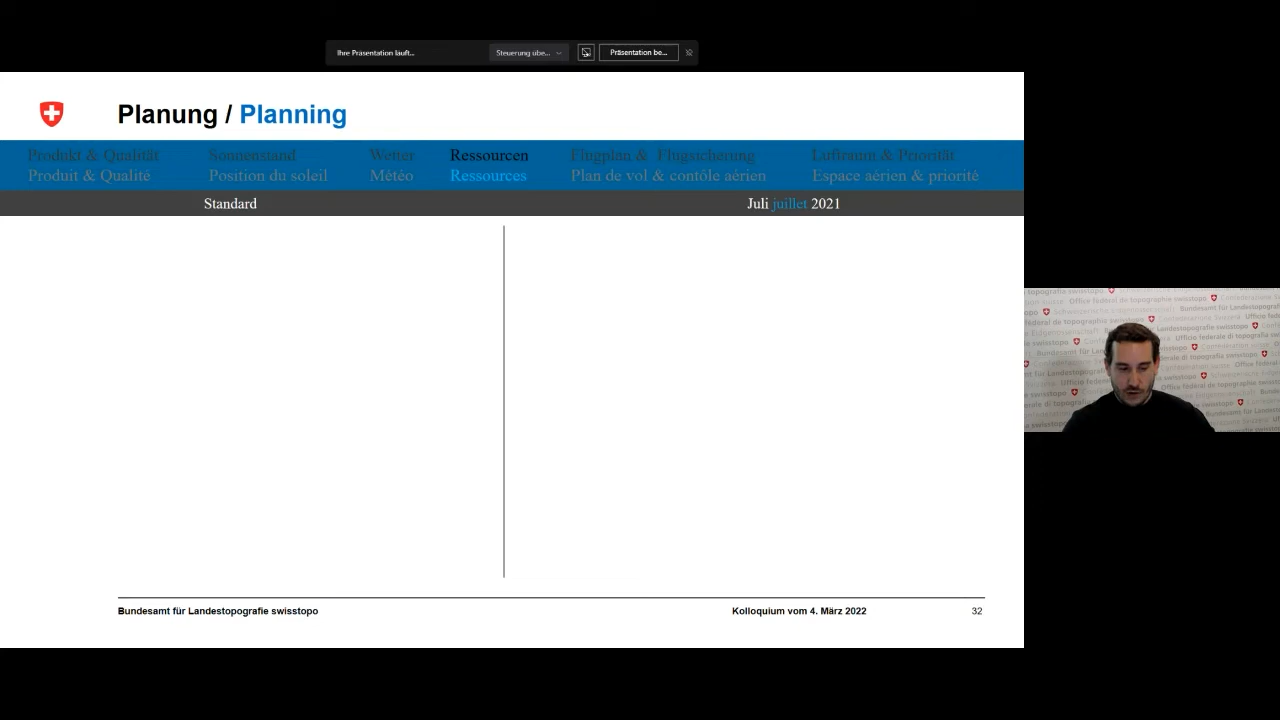 Ihre Präsentation läuft... Steuerung übe... Präsentation be...
Planung / Planning
Produkt & Qualität Sonnenstand Wetter Ressourcen Flugplan & Flugsicherung Luftraum & Priorität
Produit & Qualité Position du soleil Météo Ressources Plan de vol & contôle aérien Espace aérien & priorité
Standard Juli juillet 2021
Bundesamt für Landestopografie swisstopo Kolloquium vom 4. März 2022 32